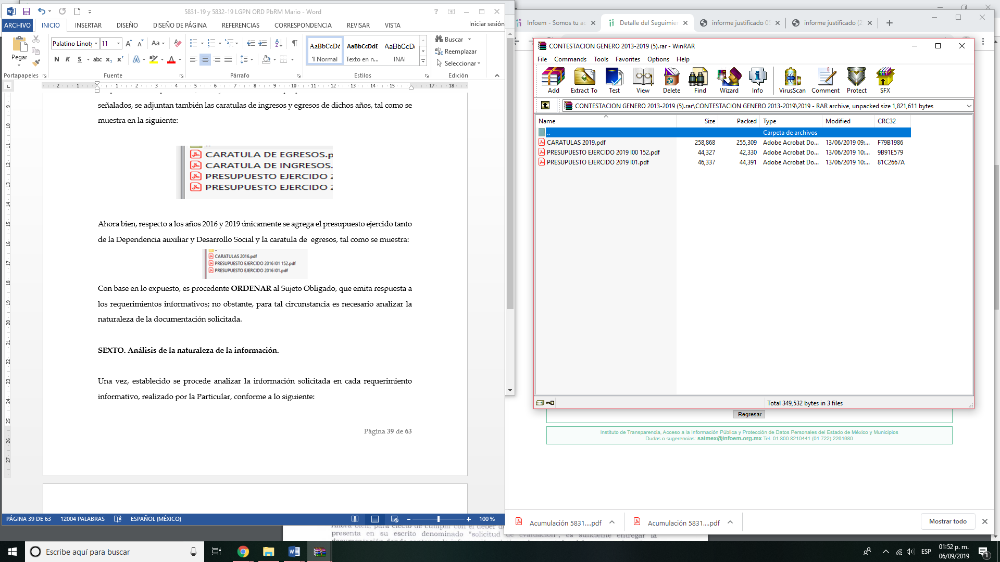 5831-19 y 5832-19 LGPN ORD PbRM Mario - Word
ARCHIVO INICIO INSERTAR DISEÑO DISEÑO DE PÁGINA REFERENCIAS CORRESPONDENCIA REVISAR VISTA Iniciar sesión
Pegar
Palatino Linoty 11
Aa
N K S abc x₂ x²
AaBbCcDd AaBbCcDdE AaBbCcDc
¶ Normal Texto en n... INAI
Buscar
Reemplazar
Seleccionar
Portapapeles Fuente Párrafo Estilos Edición
señalados, se adjuntan también las caratulas de ingresos y egresos de dichos años, tal como se
muestra en la siguiente:
CARATULA DE EGRESOS.p
CARATULA DE INGRESOS.
PRESUPUESTO EJERCIDO 2
PRESUPUESTO EJERCIDO 2
Ahora bien, respecto a los años 2016 y 2019 únicamente se agrega el presupuesto ejercido tanto
de la Dependencia auxiliar y Desarrollo Social y la caratula de egresos, tal como se muestra:
CARATULAS 2016.pdf
PRESUPUESTO EJERCIDO 2016 I01 152.pdf
PRESUPUESTO EJERCIDO 2016 I01.pdf
Con base en lo expuesto, es procedente ORDENAR al Sujeto Obligado, que emita respuesta a
los requerimientos informativos; no obstante, para tal circunstancia es necesario analizar la
naturaleza de la documentación solicitada.
SEXTO. Análisis de la naturaleza de la información.
Una vez, establecido se procede analizar la información solicitada en cada requerimiento
informativo, realizado por la Particular, conforme a lo siguiente:
Página 39 de 63
PÁGINA 39 DE 63 12004 PALABRAS ESPAÑOL (MÉXICO) 100 %
Infoem - Somos tu ac Detalle del Seguimie informe justificado 05 informe justificado (2
CONTESTACION GENERO 2013-2019 (5).rar - WinRAR
File Commands Tools Favorites Options Help
Add Extract To Test View Delete Find Wizard Info VirusScan Comment Protect SFX
CONTESTACION GENERO 2013-2019 (5).rar\CONTESTACION GENERO 2013-2019\2019 - RAR archive, unpacked size 1,821,611 bytes
Name Size Packed Type Modified CRC32
.. Carpeta de archivos
CARATULAS 2019.pdf 258,868 255,309 Adobe Acrobat Do... 13/06/2019 09:... F79B1986
PRESUPUESTO EJERCIDO 2019 I00 152.pdf 44,327 42,330 Adobe Acrobat Do... 13/06/2019 10:... 9B91E579
PRESUPUESTO EJERCIDO 2019 I01.pdf 46,337 44,391 Adobe Acrobat Do... 13/06/2019 10:... 81C2667A
Total 349,532 bytes in 3 files
Regresar
Instituto de Transparencia, Acceso a la Información Pública y Protección de Datos Personales del Estado de México y Municipios
Dudas o sugerencias: saimex@infoem.org.mx Tel. 01 800 8210441 (01 722) 2261980
Acumulación 5831....pdf Acumulación 5831....pdf Mostrar todo
Ahora bien, para efecto de cumplir con el deber de
presenta en su escrito denominado "solicitud de evaluación", es suficiente entregar la
Escribe aquí para buscar
ESP
01:52 p. m.
06/09/2019
1